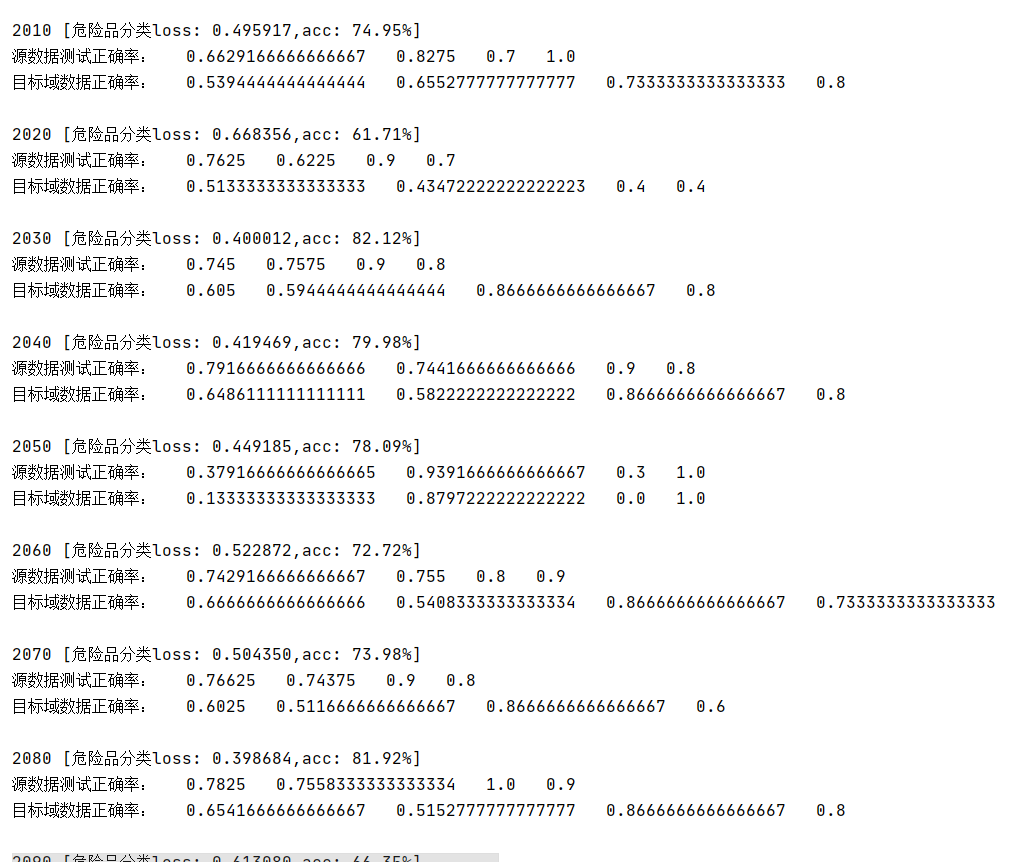 2010 [危险品分类loss: 0.495917,acc: 74.95%]
源数据测试正确率:   0.6629166666666667   0.8275   0.7   1.0
目标域数据正确率:   0.5394444444444444   0.6552777777777777   0.7333333333333333   0.8
2020 [危险品分类loss: 0.668356,acc: 61.71%]
源数据测试正确率:   0.7625   0.6225   0.9   0.7
目标域数据正确率:   0.5133333333333333   0.43472222222222223   0.4   0.4
2030 [危险品分类loss: 0.400012,acc: 82.12%]
源数据测试正确率:   0.745   0.7575   0.9   0.8
目标域数据正确率:   0.605   0.5944444444444444   0.8666666666666667   0.8
2040 [危险品分类loss: 0.419469,acc: 79.98%]
源数据测试正确率:   0.7916666666666666   0.7441666666666666   0.9   0.8
目标域数据正确率:   0.6486111111111111   0.5822222222222222   0.8666666666666667   0.8
2050 [危险品分类loss: 0.449185,acc: 78.09%]
源数据测试正确率:   0.37916666666666665   0.9391666666666667   0.3   1.0
目标域数据正确率:   0.13333333333333333   0.8797222222222222   0.0   1.0
2060 [危险品分类loss: 0.522872,acc: 72.72%]
源数据测试正确率:   0.7429166666666667   0.755   0.8   0.9
目标域数据正确率:   0.6666666666666666   0.5408333333333334   0.8666666666666667   0.7333333333333333
2070 [危险品分类loss: 0.504350,acc: 73.98%]
源数据测试正确率:   0.76625   0.74375   0.9   0.8
目标域数据正确率:   0.6025   0.5116666666666667   0.8666666666666667   0.6
2080 [危险品分类loss: 0.398684,acc: 81.92%]
源数据测试正确率:   0.7825   0.7558333333333334   1.0   0.9
目标域数据正确率:   0.6541666666666667   0.5152777777777777   0.8666666666666667   0.8
2090 [危险品分类loss: 0.613080,acc: 66.35%]